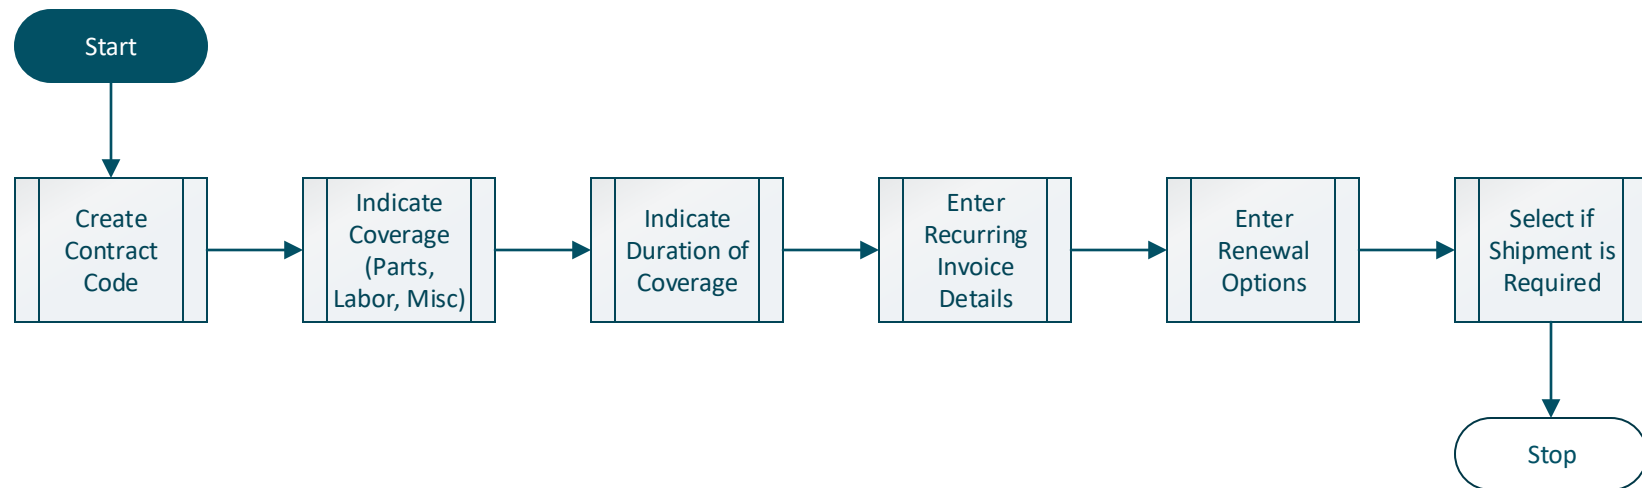 Start
Create
Contract
Code
Indicate
Coverage
(Parts,
Labor, Misc)
Indicate
Duration of
Coverage
Enter
Recurring
Invoice
Details
Enter
Renewal
Options
Select if
Shipment is
Required
Stop